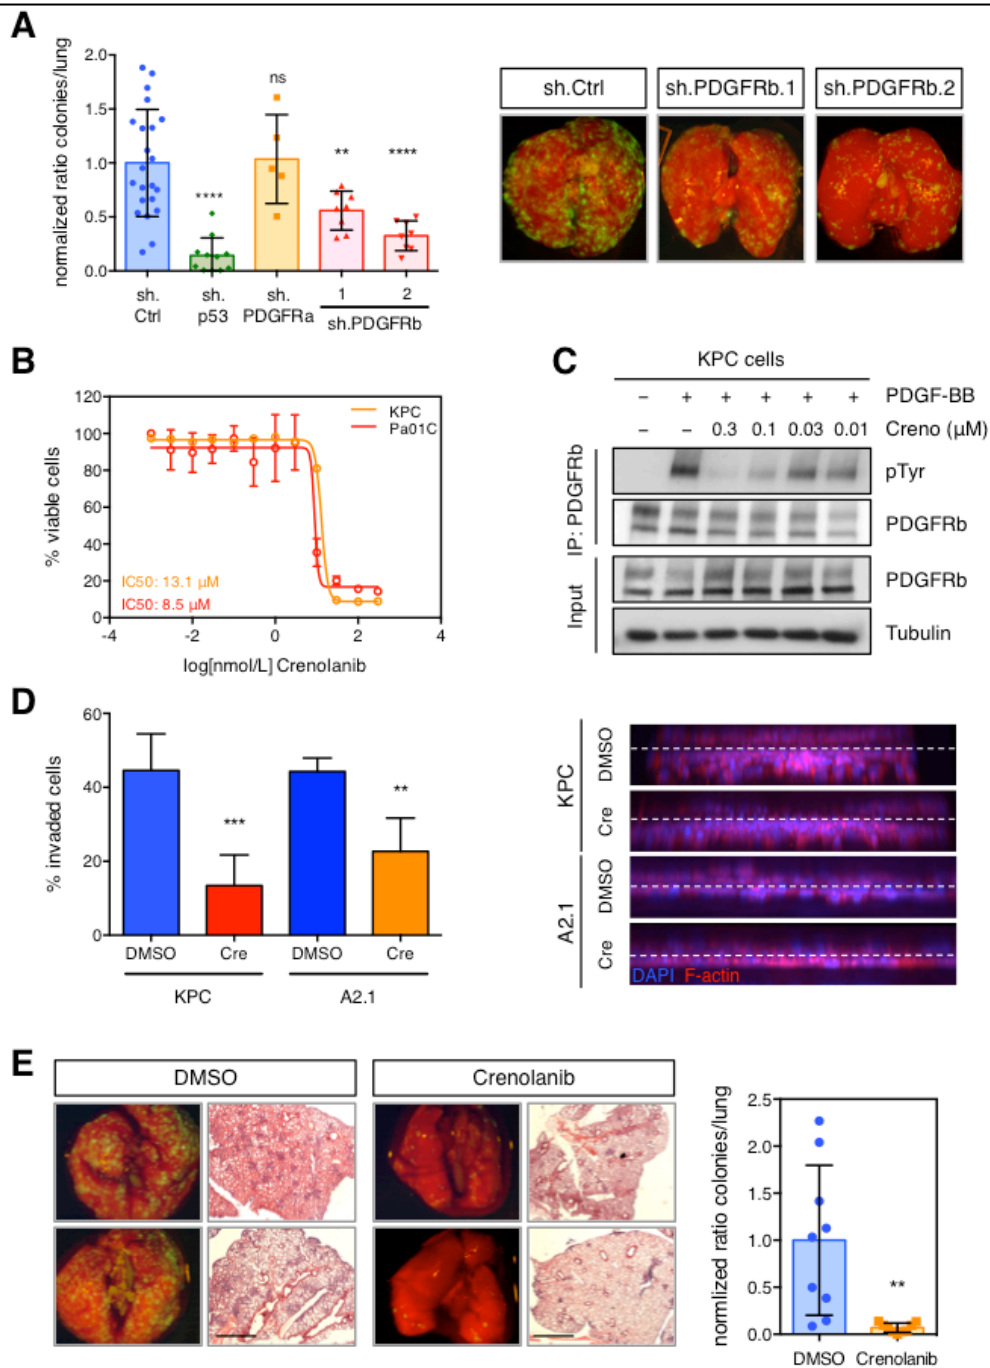 A
normalized ratio colonies/lung
2.0
1.5
1.0
0.5
0.0
****
ns
**
****
sh. Ctrl
sh. p53
sh. PDGFRa
1
2
sh.PDGFRb
sh.Ctrl
sh.PDGFRb.1
sh.PDGFRb.2
B
% viable cells
120
100
80
60
40
20
0
-4
-2
0
2
4
log[nmol/L] Crenolanib
KPC
Pa01C
IC50: 13.1 µM
IC50: 8.5 µM
C
KPC cells
− + + + + + PDGF-BB
− − 0.3 0.1 0.03 0.01 Creno (µM)
IP: PDGFRb
pTyr
PDGFRb
Input
PDGFRb
Tubulin
D
% invaded cells
60
40
20
0
***
**
DMSO
Cre
DMSO
Cre
KPC
A2.1
KPC
DMSO
Cre
A2.1
DMSO
Cre
DAPI F-actin
E
DMSO
Crenolanib
normlized ratio colonies/lung
2.5
2.0
1.5
1.0
0.5
0.0
**
DMSO
Crenolanib